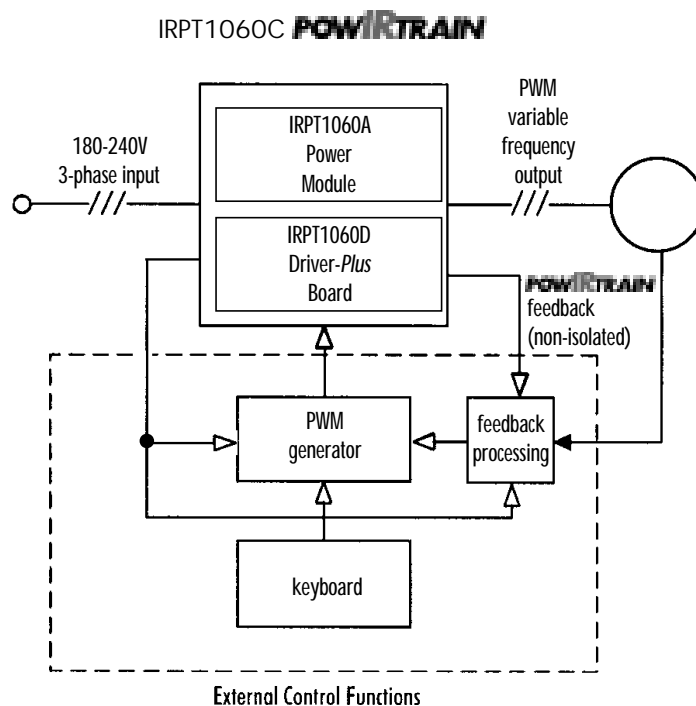 IRPT1060C POWIRTRAIN
IRPT1060A
Power
Module
IRPT1060D
Driver-Plus
Board
180-240V
3-phase input
PWM
variable
frequency
output
POWIRTRAIN
feedback
(non-isolated)
PWM
generator
feedback
processing
keyboard
External Control Functions